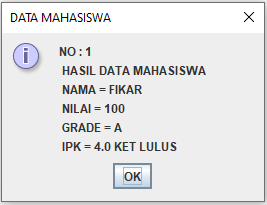 DATA MAHASISWA
NO : 1
HASIL DATA MAHASISWA
NAMA = FIKAR
NILAI = 100
GRADE = A
IPK = 4.0 KET LULUS
OK